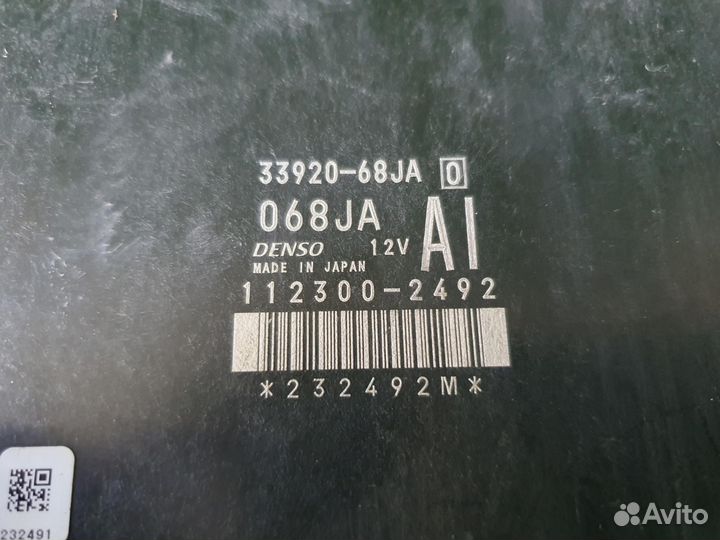 33920-68JA 0
068JA
DENSO 12V AI
MADE IN JAPAN
112300-2492
*232492M*
232491
Avito